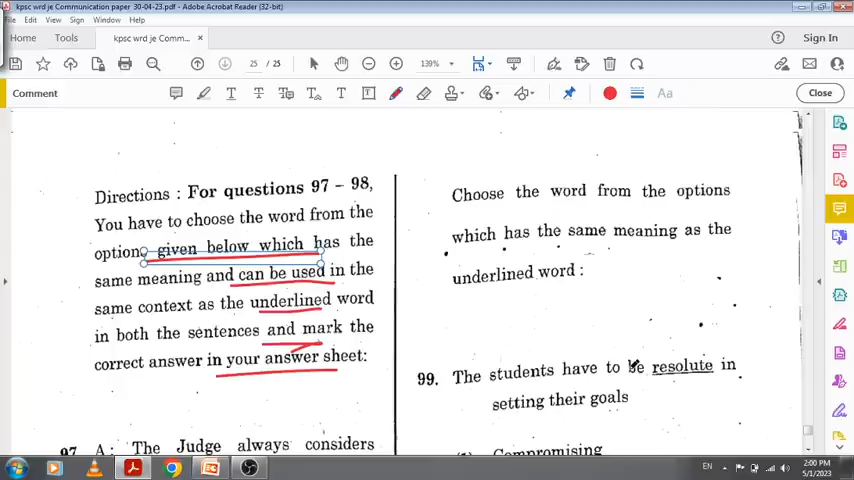 kpsc wrd je Communication paper 30-04-23.pdf - Adobe Acrobat Reader (32-bit)
File Edit View Sign Window Help
Home Tools kpsc wrd je Comm... × Sign In
25 / 25 139%
Comment Close
Directions : For questions 97 – 98,
You have to choose the word from the
option, given below which has the
same meaning and can be used in the
same context as the underlined word
in both the sentences and mark the
correct answer in your answer sheet:
97 A: The Judge always considers
Choose the word from the options
which has the same meaning as the
underlined word :
99. The students have to be resolute in
setting their goals
(1) Compromising
EN 2:00 PM
5/1/2023